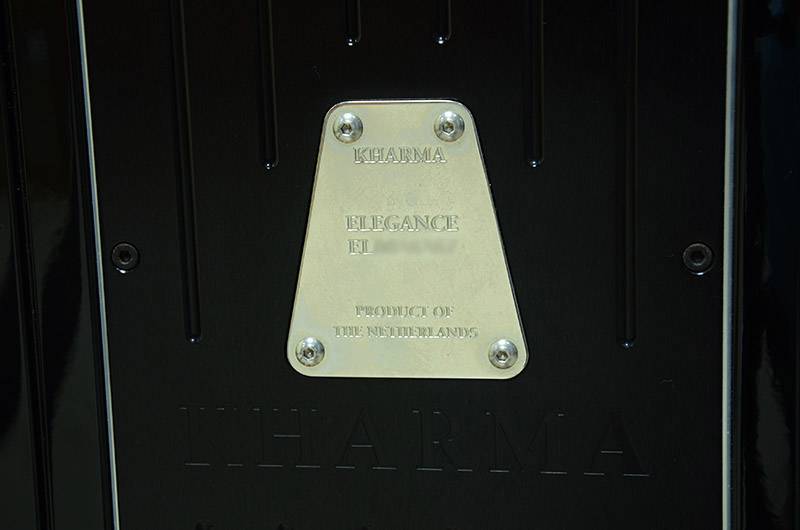 KHARMA
ELEGANCE
EL
PRODUCT OF
THE NETHERLANDS
KHARMA